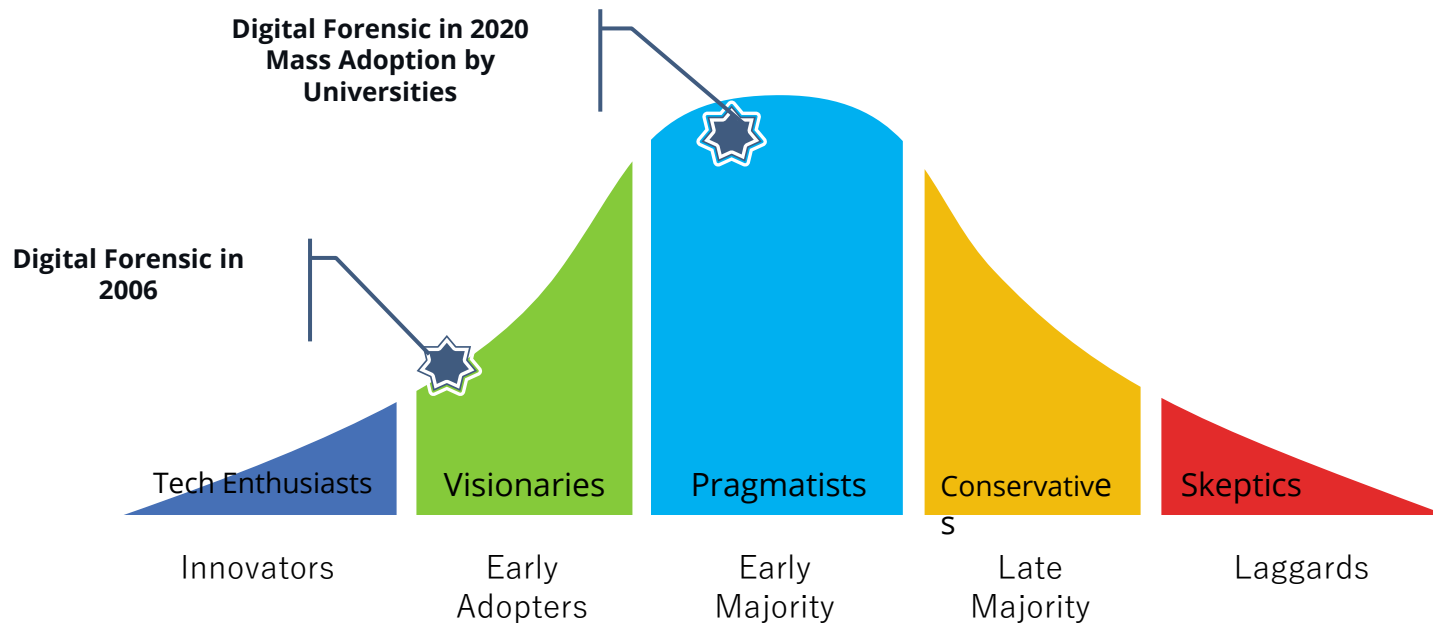 Digital Forensic in 2020
Mass Adoption by
Universities
Digital Forensic in
2006
Tech Enthusiasts
Visionaries
Pragmatists
Conservative
s
Skeptics
Innovators
Early
Adopters
Early
Majority
Late
Majority
Laggards